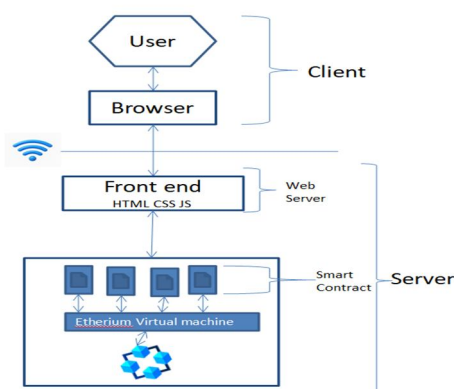 User
Client
Browser
Front end
HTML CSS JS
Web
Server
Smart
Contract
Server
Etherium Virtual machine